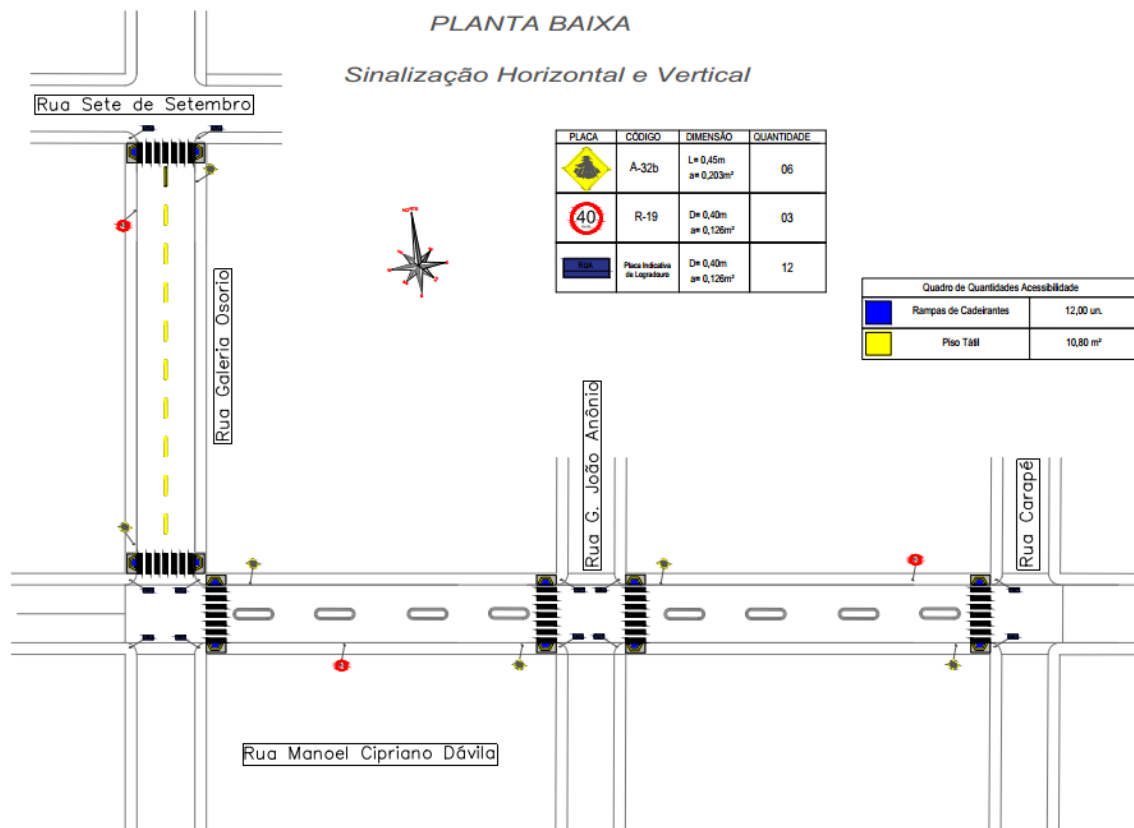 PLANTA BAIXA
Sinalização Horizontal e Vertical
Rua Sete de Setembro
PLACA CÓDIGO DIMENSÃO QUANTIDADE
A-32b L= 0,45m a= 0,203m² 06
40 R-19 D= 0,40m a= 0,126m² 03
RUA Placa Indicativa de Logradouro D= 0,40m a= 0,126m² 12
Quadro de Quantidades Acessibilidade
Rampas de Cadeirantes 12,00 un.
Piso Tátil 10,80 m²
NORTE
Rua Galeria Osorio
Rua G. João Anônio
Rua Carapé
Rua Manoel Cipriano Dávila